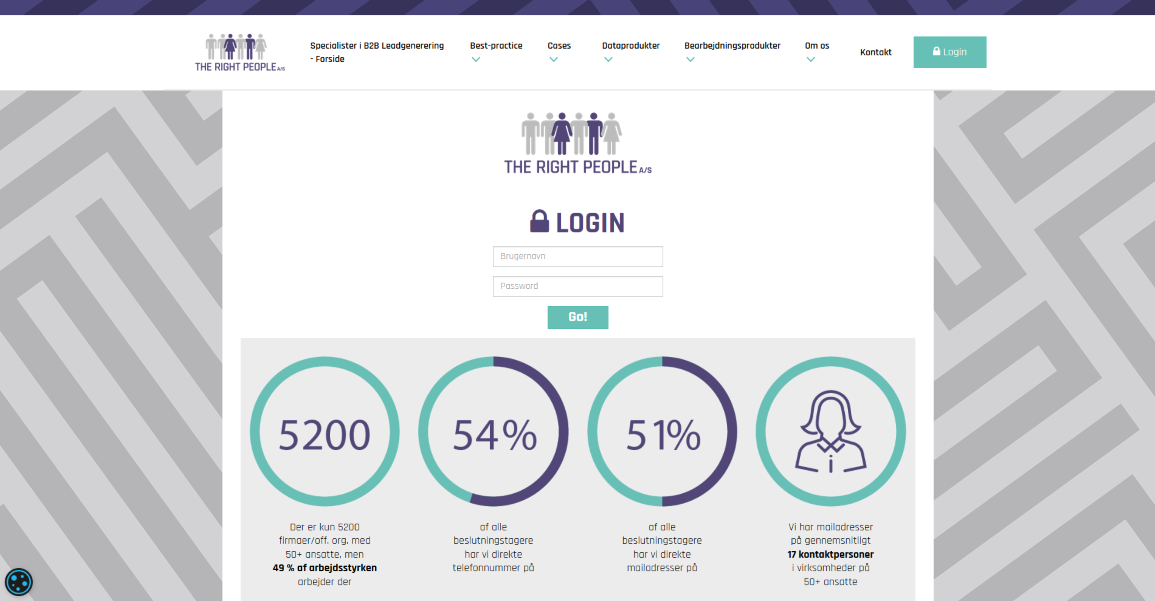 THE RIGHT PEOPLE A/S
Specialister i B2B Leadgenerering
- Forside
Best-practice
Cases
Dataprodukter
Bearbejdningsprodukter
Om os
Kontakt
Login
THE RIGHT PEOPLE A/S
LOGIN
Brugernavn
Password
Go!
5200
Der er kun 5200
firmaer/off. org. med
50+ ansatte, men
49 % af arbejdsstyrken
arbejder der
54%
af alle
beslutningstagere
har vi direkte
telefonnummer på
51%
af alle
beslutningstagere
har vi direkte
mailadresser på
Vi har mailadresser
på gennemsnitligt
17 kontaktpersoner
i virksomheder på
50+ ansatte